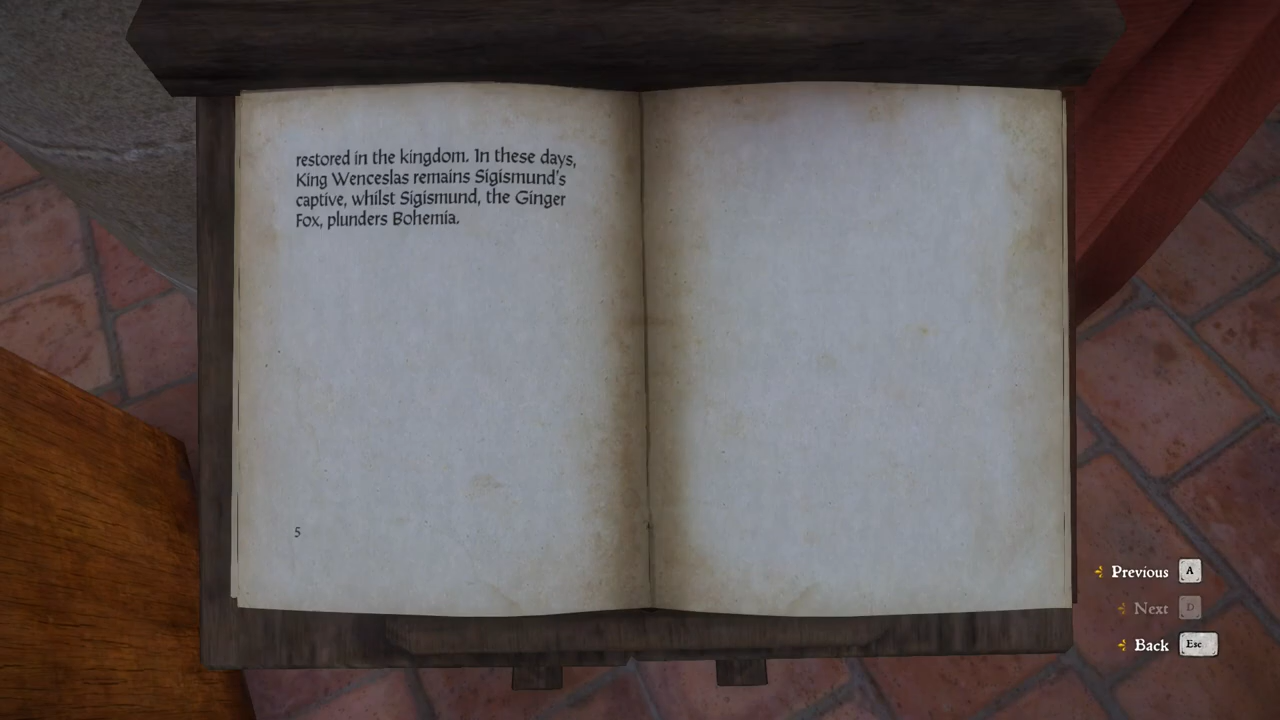 restored in the kingdom. In these days,
King Wenceslas remains Sigismund's
captive, whilst Sigismund, the Ginger
Fox, plunders Bohemia.
5
Previous A
Next D
Back Esc